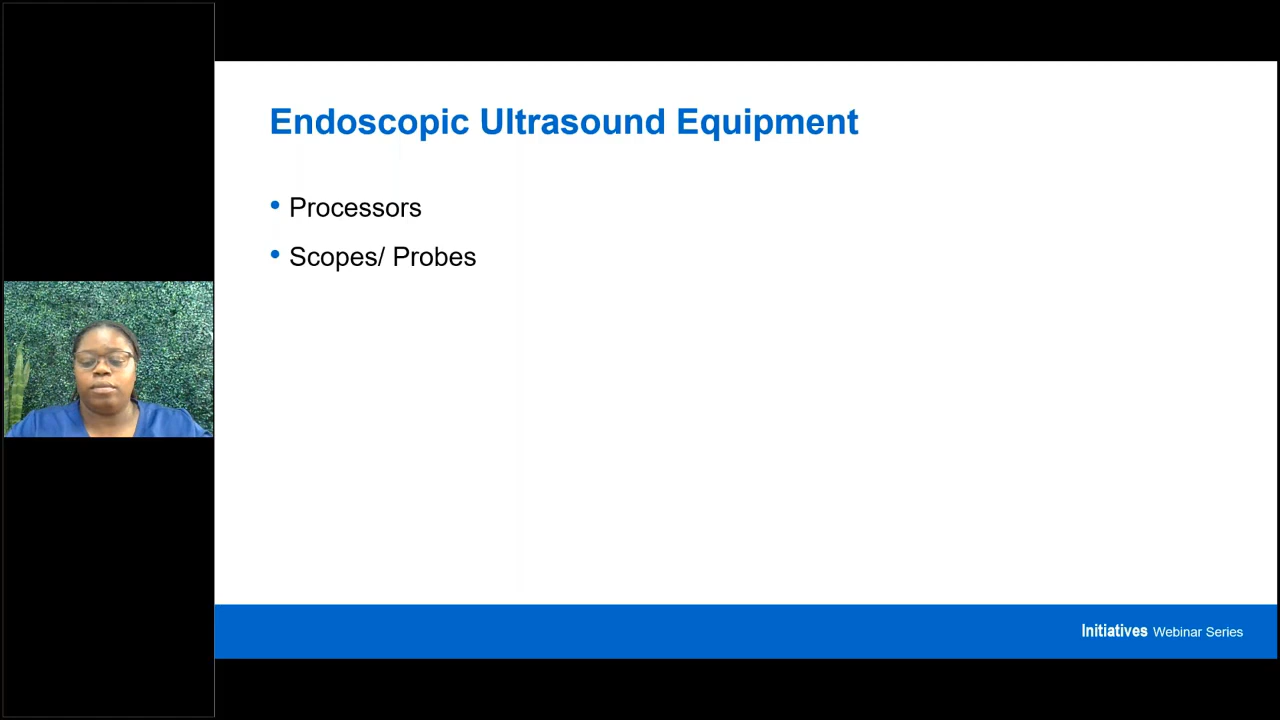 Endoscopic Ultrasound Equipment
• Processors
• Scopes/ Probes
Initiatives Webinar Series